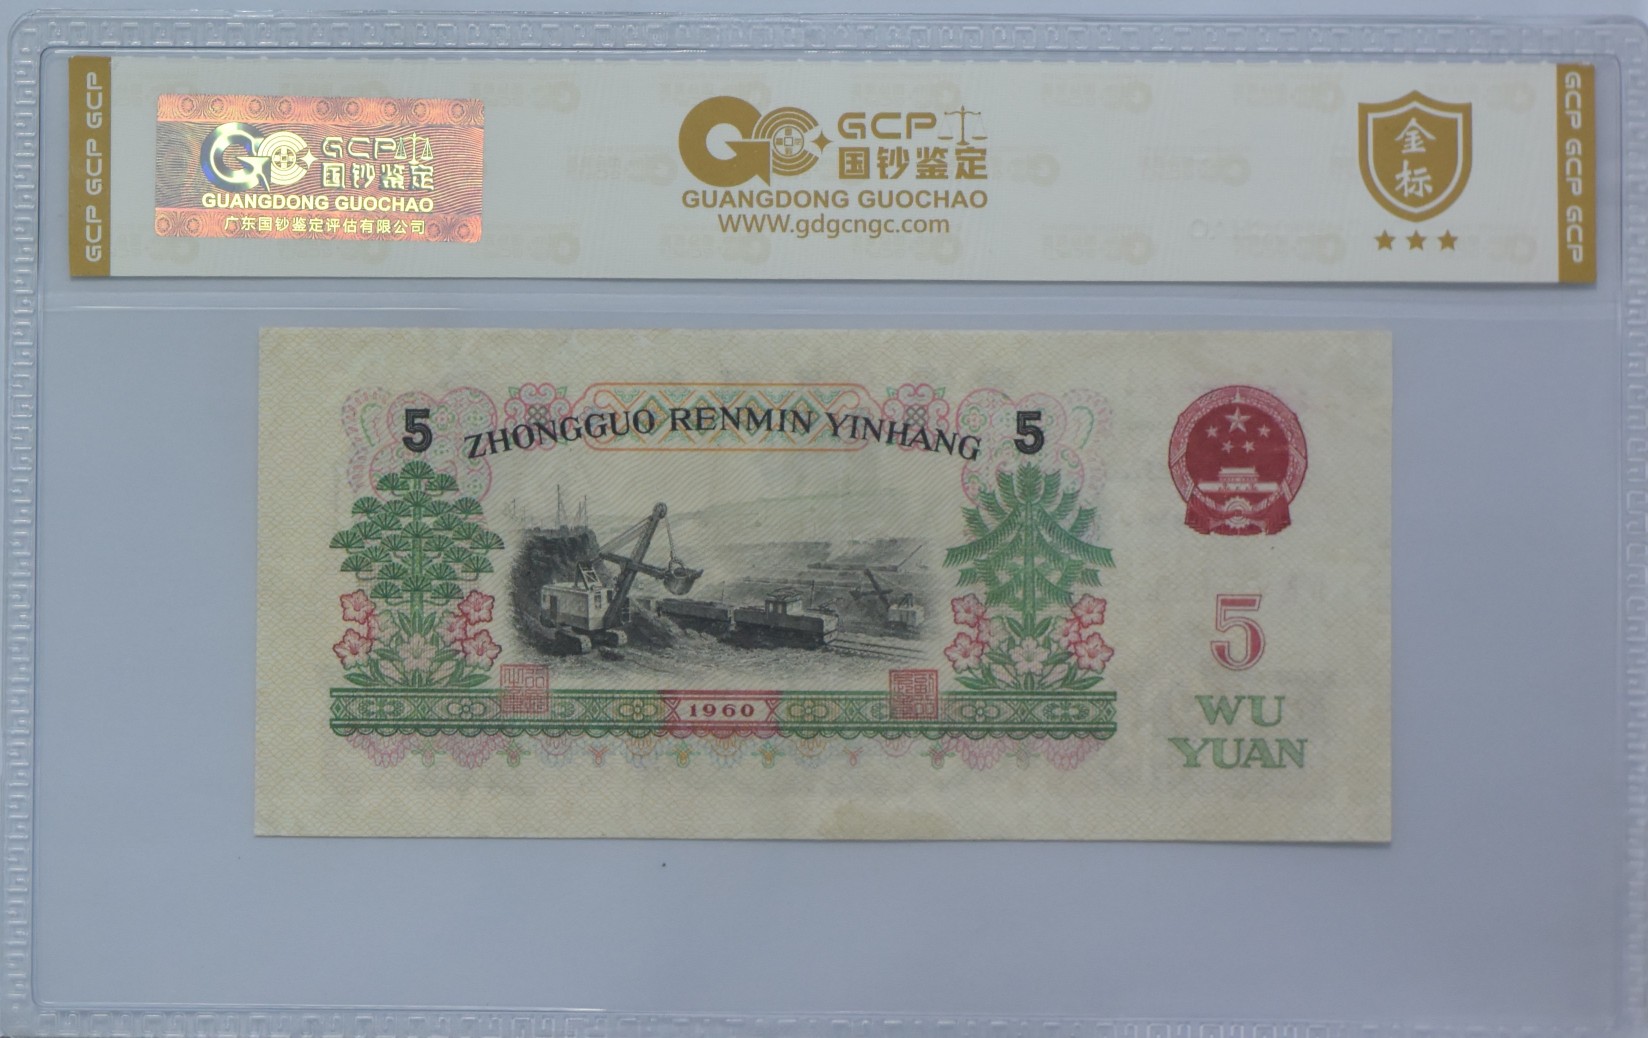 GCP GCP GCP
GCP
国钞鉴定
GUANGDONG GUOCHAO
广东国钞鉴定评估有限公司
GCP
国钞鉴定
GUANGDONG GUOCHAO
www.gdgcngc.com
金标
GCP GCP GCP
5 ZHONGGUO RENMIN YINHANG 5
1960
5
WU
YUAN